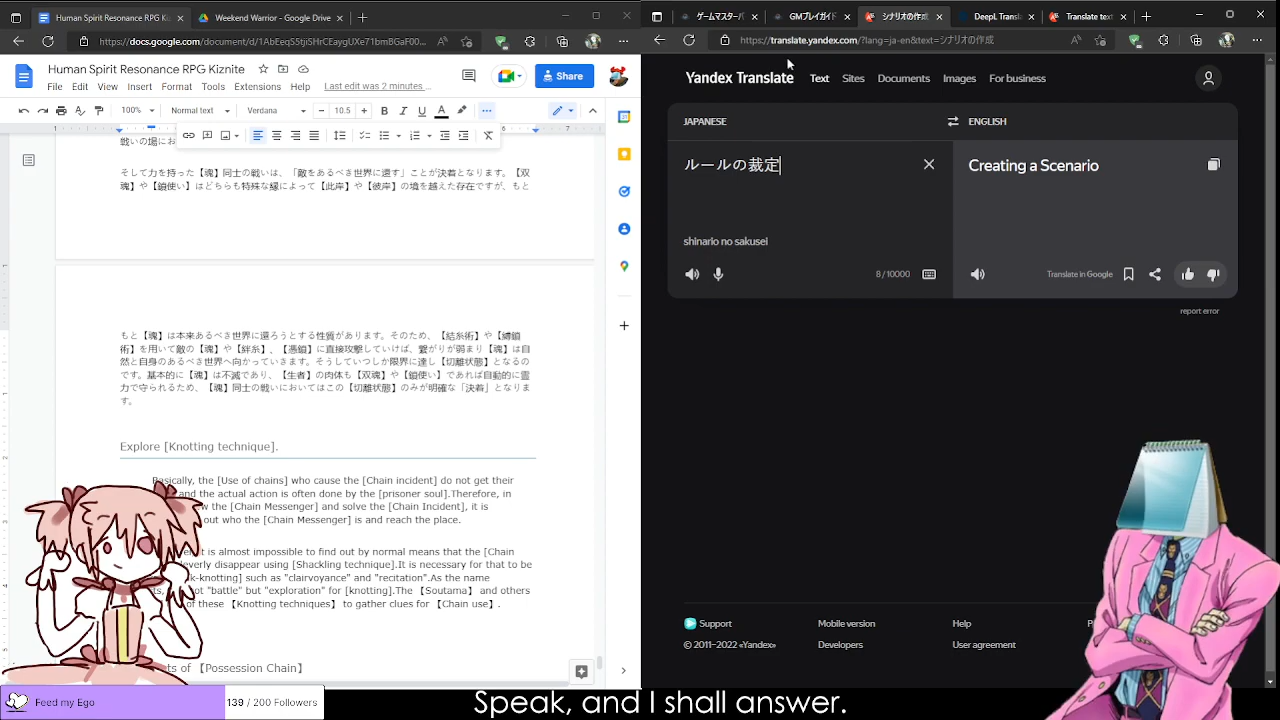 Human Spirit Resonance RPG Ki
Weekend Warrior - Google Drive
https://docs.google.com/document/d/1AbEeqS5tjiSHrCEaygUXe71bmBGaF00...
Human Spirit Resonance RPG Kiznite
File Edit View Insert Format Tools Extensions Help
Last edit was 2 minutes ...
Share
100%
Normal text
Verdana
10.5
戦いの場にお
そして力を持った【魂】同士の戦いは、「敵をあるべき世界に還す」ことが決着となります。【双
魂】や【鎖使い】はどちらも特殊な縁によって【此岸】や【彼岸】の境を越えた存在ですが、もと
もと【魂】は本来あるべき世界に還ろうとする性質があります。そのため、【結糸術】や【縛鎖
術】を用いて敵の【魂】や【絆糸】、【憑鎖】に直接攻撃していけば、繋がりが弱まり【魂】は自
然と自身のあるべき世界へ向かっていきます。そうしていつしか限界に達し【切離状態】となるの
です。基本的に【魂】は不滅であり、【生者】の肉体も【双魂】や【鎖使い】であれば自動的に霊
力で守られるため、【魂】同士の戦いにおいてはこの【切離状態】のみが明確な「決着」となりま
す。
Explore [Knotting technique].
Basically, the [Use of chains] who cause the [Chain incident] do not get their
and the actual action is often done by the [prisoner soul].Therefore, in
w the [Chain Messenger] and solve the [Chain Incident], it is
out who the [Chain Messenger] is and reach the place.
it is almost impossible to find out by normal means that the [Chain
everly disappear using [Shackling technique].It is necessary for that to be
k-knotting] such as "clairvoyance" and "recitation".As the name
ts, not "battle" but "exploration" for [knotting].The 【Soutama】 and others
of these 【Knotting techniques】 to gather clues for 【Chain use】.
ts of 【Possession Chain】
Feed my Ego
139 / 200 Followers
ゲームマスターやパ
GMプレイガイド
シナリオの作成
DeepL Translat
Translate text
https://translate.yandex.com/?lang=ja-en&text=シナリオの作成
Yandex Translate
Text Sites Documents Images For business
JAPANESE
ENGLISH
ルールの裁定
Creating a Scenario
shinario no sakusei
8 / 10000
Translate in Google
report error
Support
Mobile version
Help
© 2011–2022 «Yandex»
Developers
User agreement
Speak, and I shall answer.